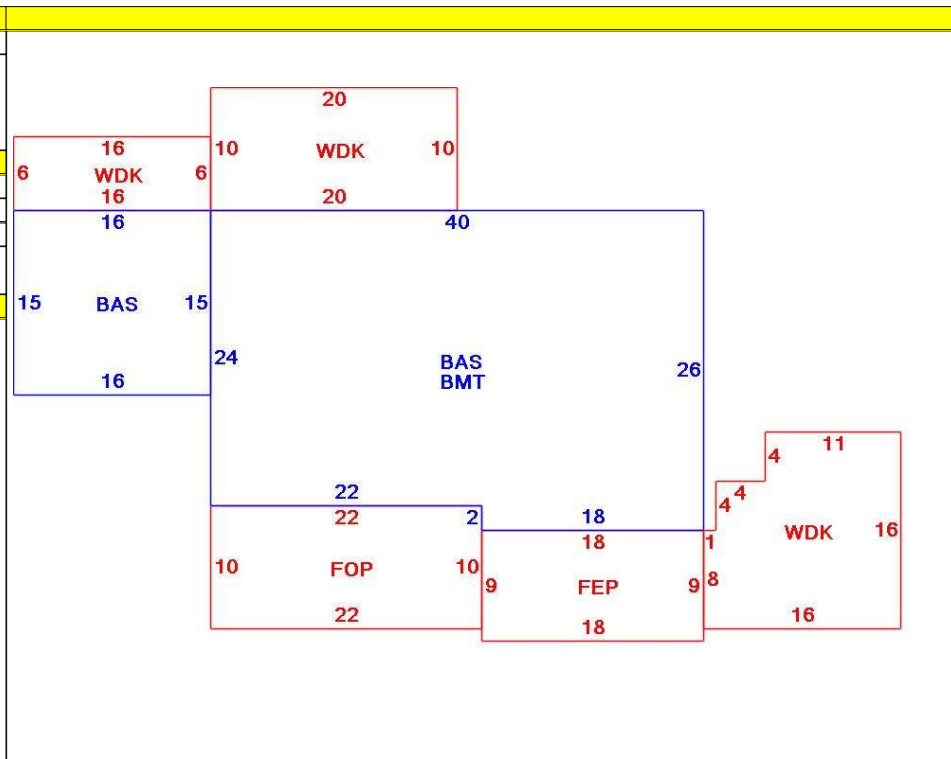 20
16 10 WDK 10
6 WDK 6
16 20
16 40
15 BAS 15
24 BAS 26
BMT
16
11
4
4
4
22
22 2 18
18 1 WDK 16
10 FOP 10
9 FEP 9 8
22 18 16